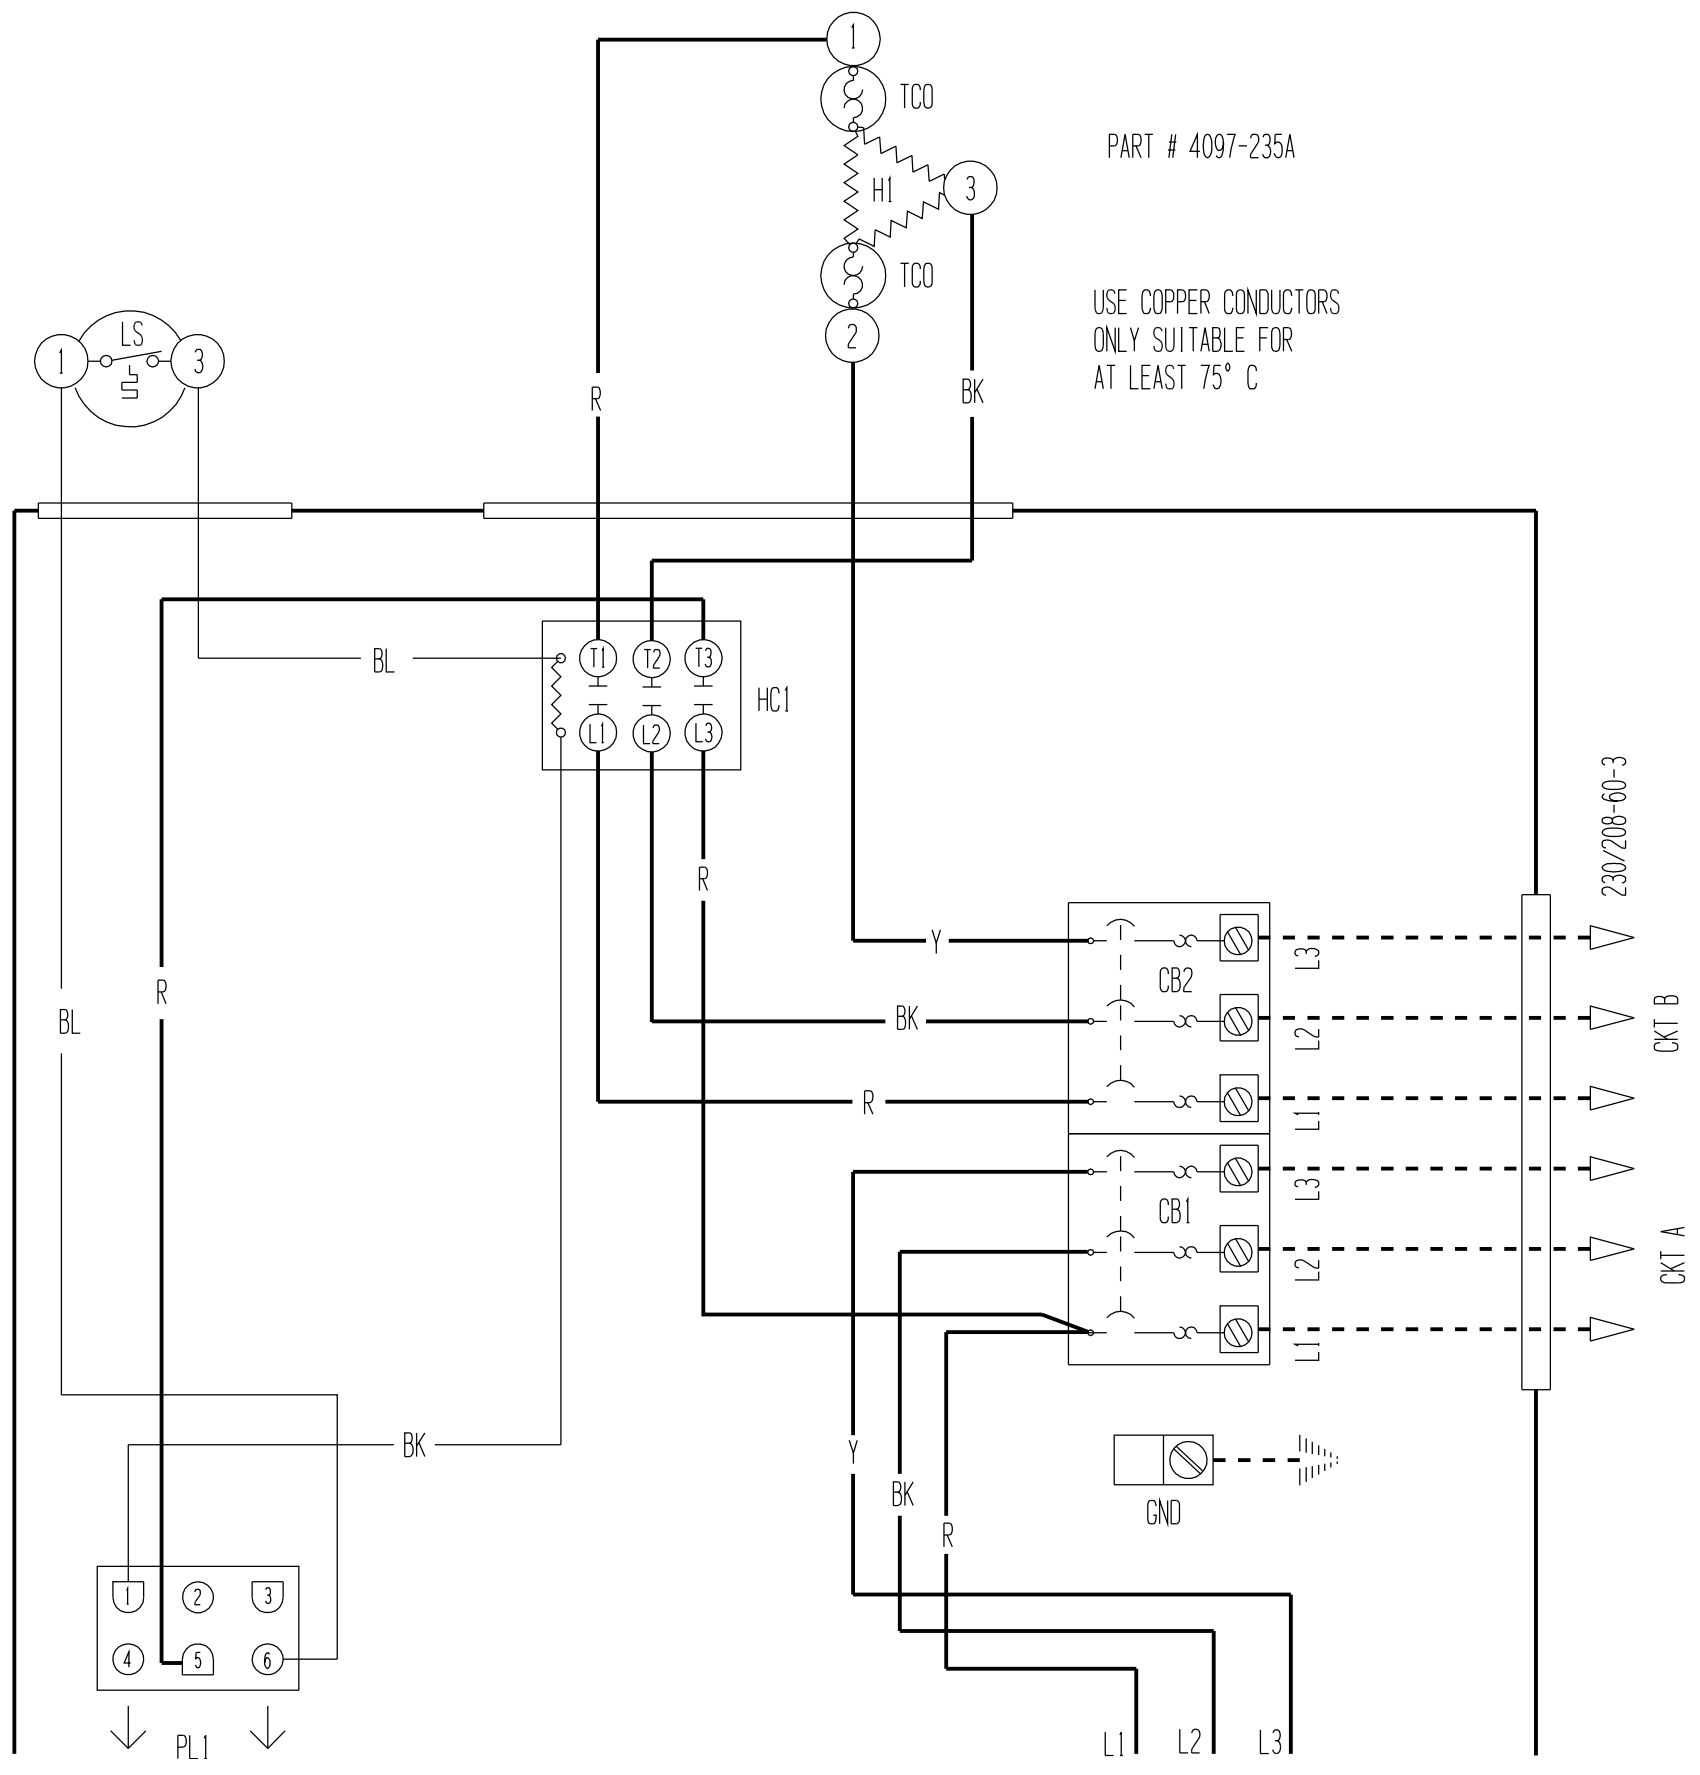 1
TCO
PART # 4097-235A
H1
3
TCO
2
USE COPPER CONDUCTORS
ONLY SUITABLE FOR
AT LEAST 75° C
LS
1
3
R
BK
BL
T1
T2
T3
HC1
L1
L2
L3
230/208-60-3
R
Y
L3
CB2
R
BL
BK
L2
CKT B
R
L1
L3
CB1
L2
CKT A
L1
BK
Y
BK
R
GND
1
2
3
4
5
6
PL1
L1
L2
L3